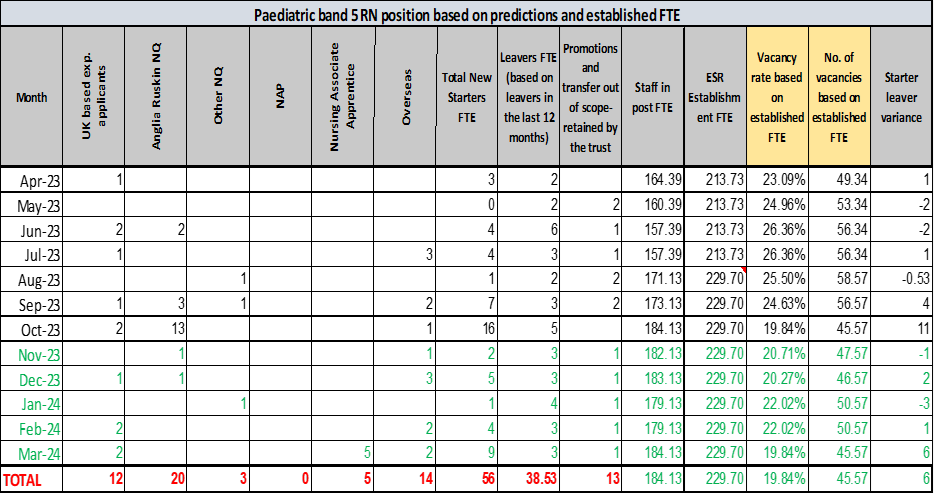 Paediatric band 5 RN position based on predictions and established FTE
Month UK based exp. applicants Anglia Ruskin NQ Other NQ NAP Nursing Associate Apprentice Overseas Total New Starters FTE Leavers FTE (based on leavers in the last 12 months) Promotions and transfer out of scope- retained by the trust Staff in post FTE ESR Establishm ent FTE Vacancy rate based on established FTE No. of vacancies based on established FTE Starter leaver variance
Apr-23 1 3 2 164.39 213.73 23.09% 49.34 1
May-23 0 2 2 160.39 213.73 24.96% 53.34 -2
Jun-23 2 2 4 6 1 157.39 213.73 26.36% 56.34 -2
Jul-23 1 3 4 3 1 157.39 213.73 26.36% 56.34 1
Aug-23 1 1 2 2 171.13 229.70 25.50% 58.57 -0.53
Sep-23 1 3 1 2 7 3 2 173.13 229.70 24.63% 56.57 4
Oct-23 2 13 1 16 5 184.13 229.70 19.84% 45.57 11
Nov-23 1 1 2 3 1 182.13 229.70 20.71% 47.57 -1
Dec-23 1 1 3 5 3 1 183.13 229.70 20.27% 46.57 2
Jan-24 1 1 4 1 179.13 229.70 22.02% 50.57 -3
Feb-24 2 2 4 3 1 179.13 229.70 22.02% 50.57 1
Mar-24 2 5 2 9 3 1 184.13 229.70 19.84% 45.57 6
TOTAL 12 20 3 0 5 14 56 38.53 13 184.13 229.70 19.84% 45.57 6